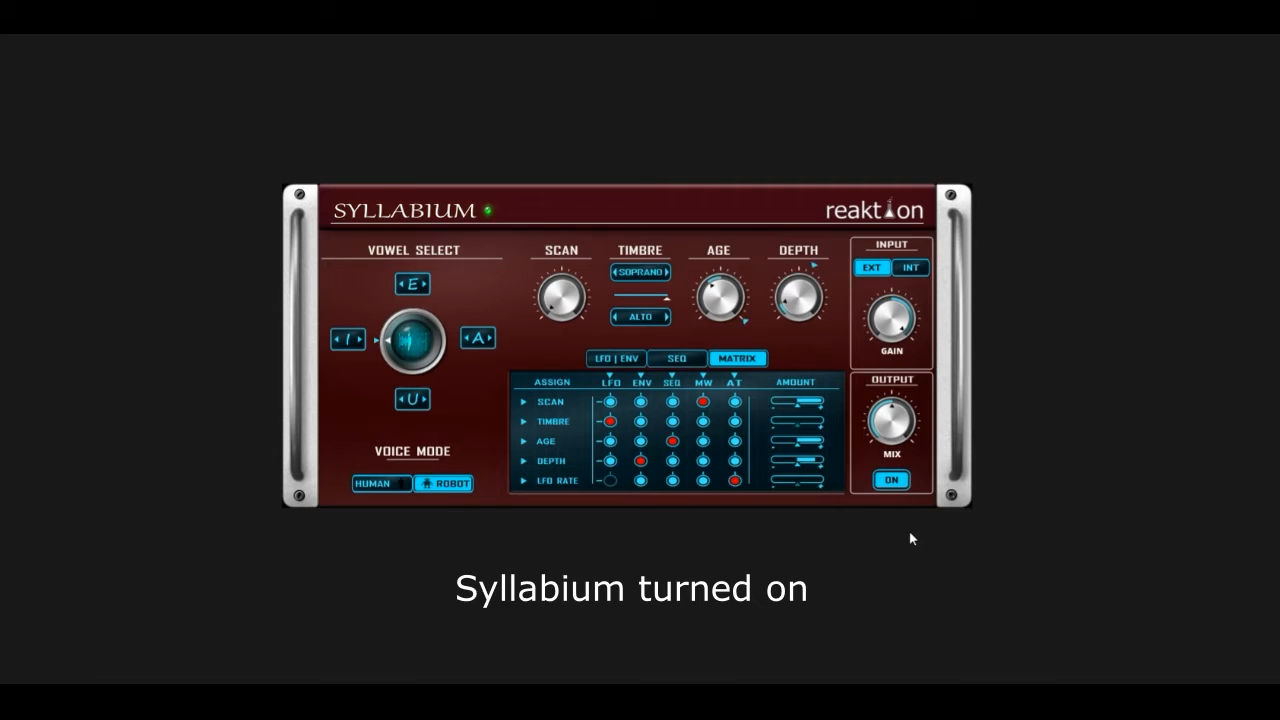 SYLLABIUM
reaktion
VOWEL SELECT
E
I
A
U
VOICE MODE
HUMAN ROBOT
SCAN TIMBRE AGE DEPTH
SOPRANO
ALTO
LFO | ENV SEQ MATRIX
ASSIGN LFO ENV SEQ MW AT AMOUNT
SCAN
TIMBRE
AGE
DEPTH
LFO RATE
INPUT
EXT INT
GAIN
OUTPUT
MIX
ON
Syllabium turned on